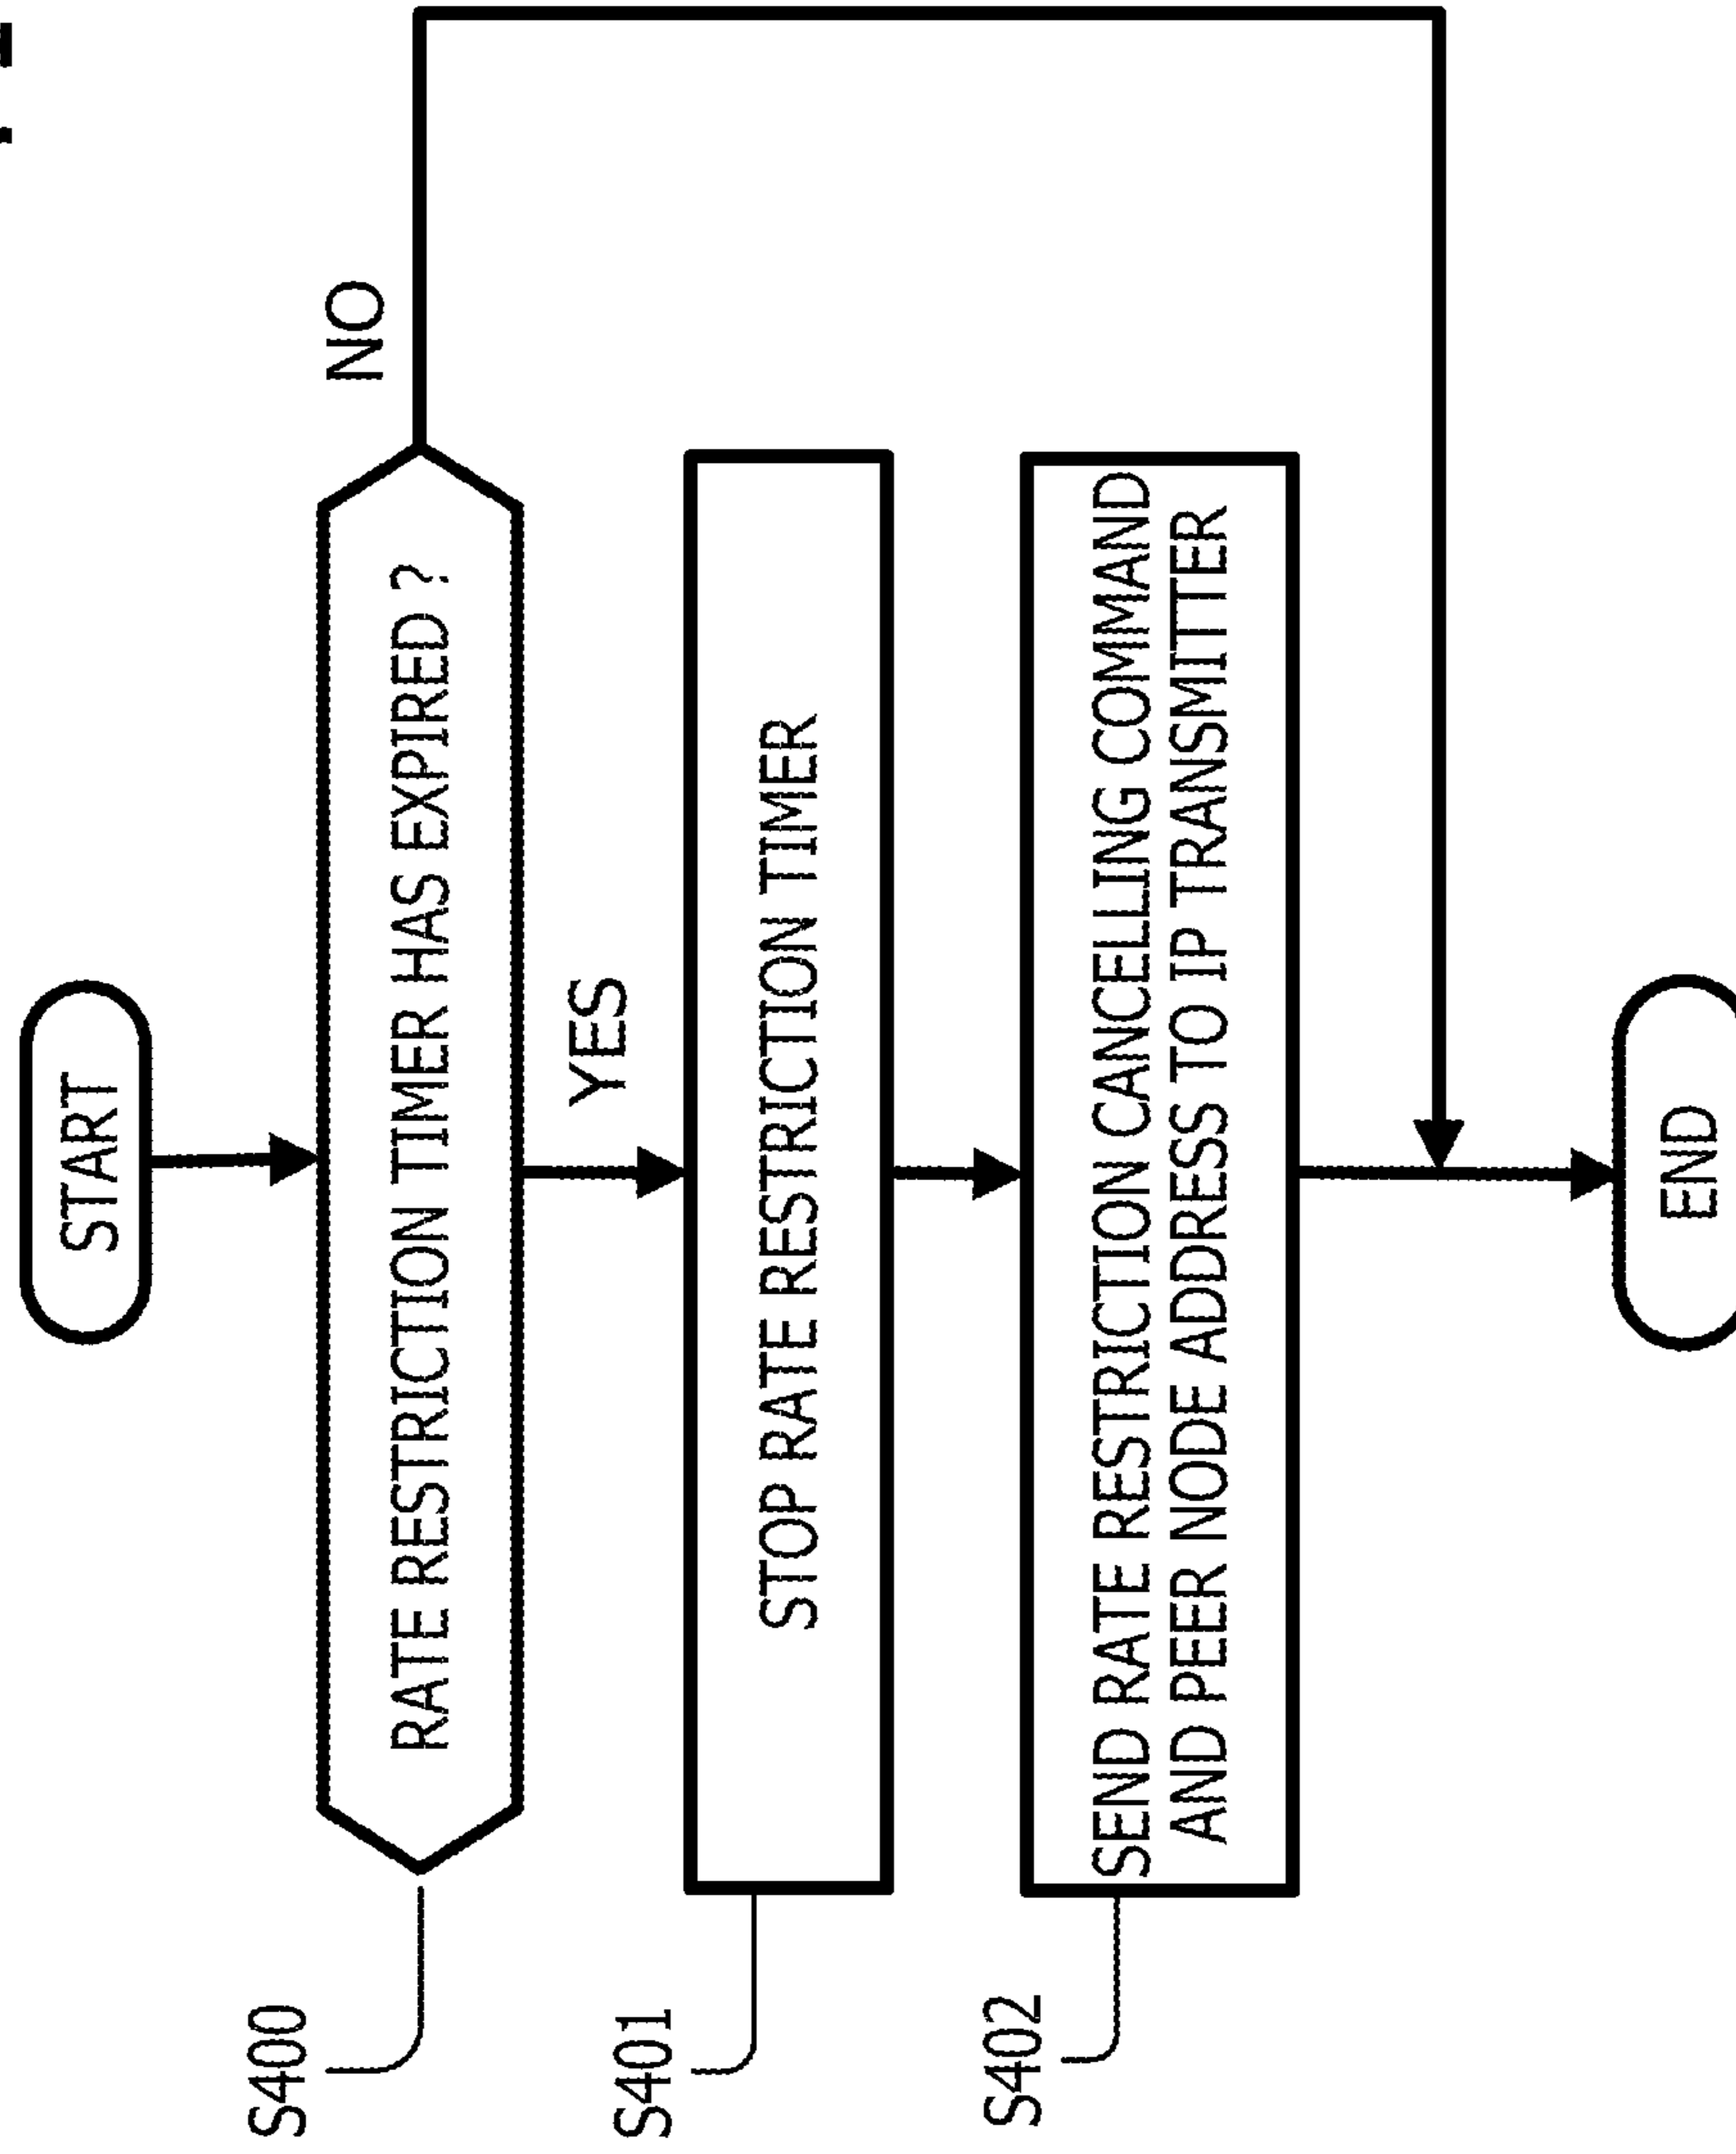 START
S400
RATE RESTRICTION TIMER HAS EXPIRED ?
NO
YES
S401
STOP RATE RESTRICTION TIMER
S402
SEND RATE RESTRICTION CANCELLING COMMAND
AND PEER NODE ADDRESS TO IP TRANSMITTER
END